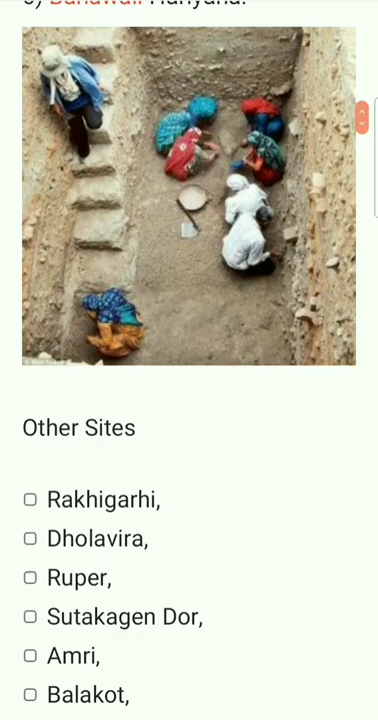 Other Sites
Rakhigarhi,
Dholavira,
Ruper,
Sutakagen Dor,
Amri,
Balakot,